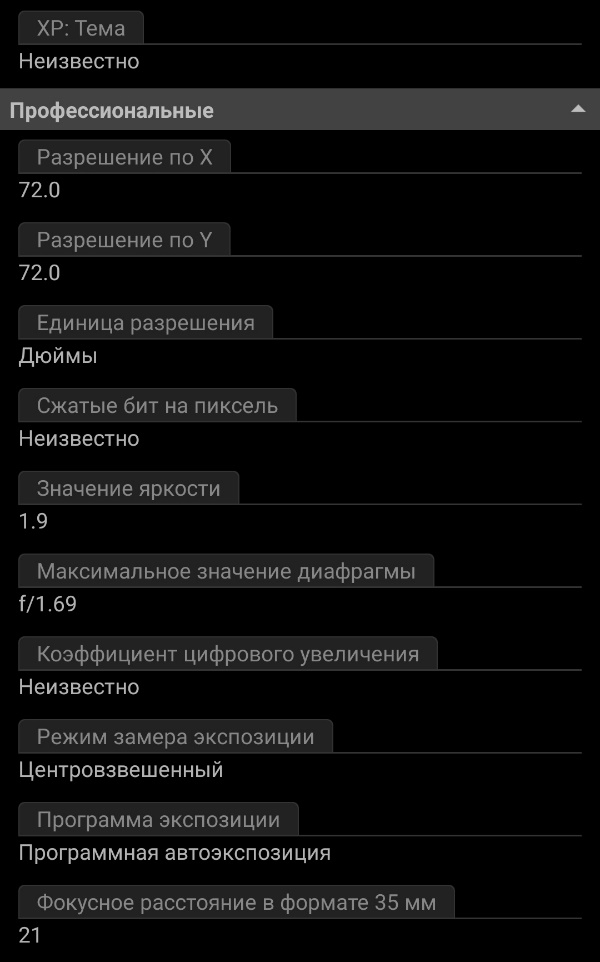 XP: Тема
Неизвестно
Профессиональные
Разрешение по X
72.0
Разрешение по Y
72.0
Единица разрешения
Дюймы
Сжатые бит на пиксель
Неизвестно
Значение яркости
1.9
Максимальное значение диафрагмы
f/1.69
Коэффициент цифрового увеличения
Неизвестно
Режим замера экспозиции
Центровзвешенный
Программа экспозиции
Программная автоэкспозиция
Фокусное расстояние в формате 35 мм
21